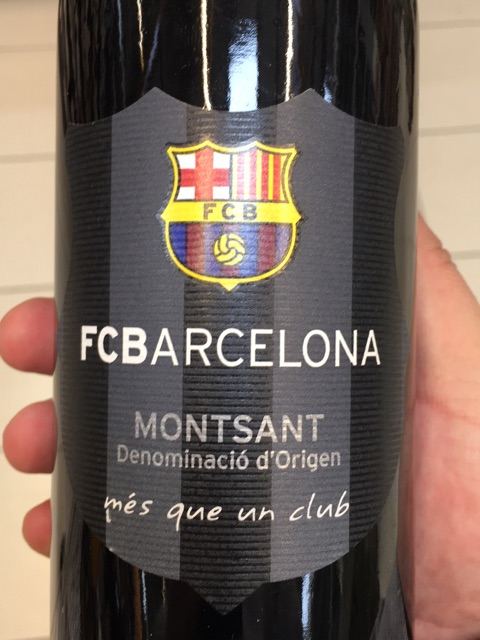 FCB
FCBARCELONA
MONTSANT
Denominació d'Origen
més que un club